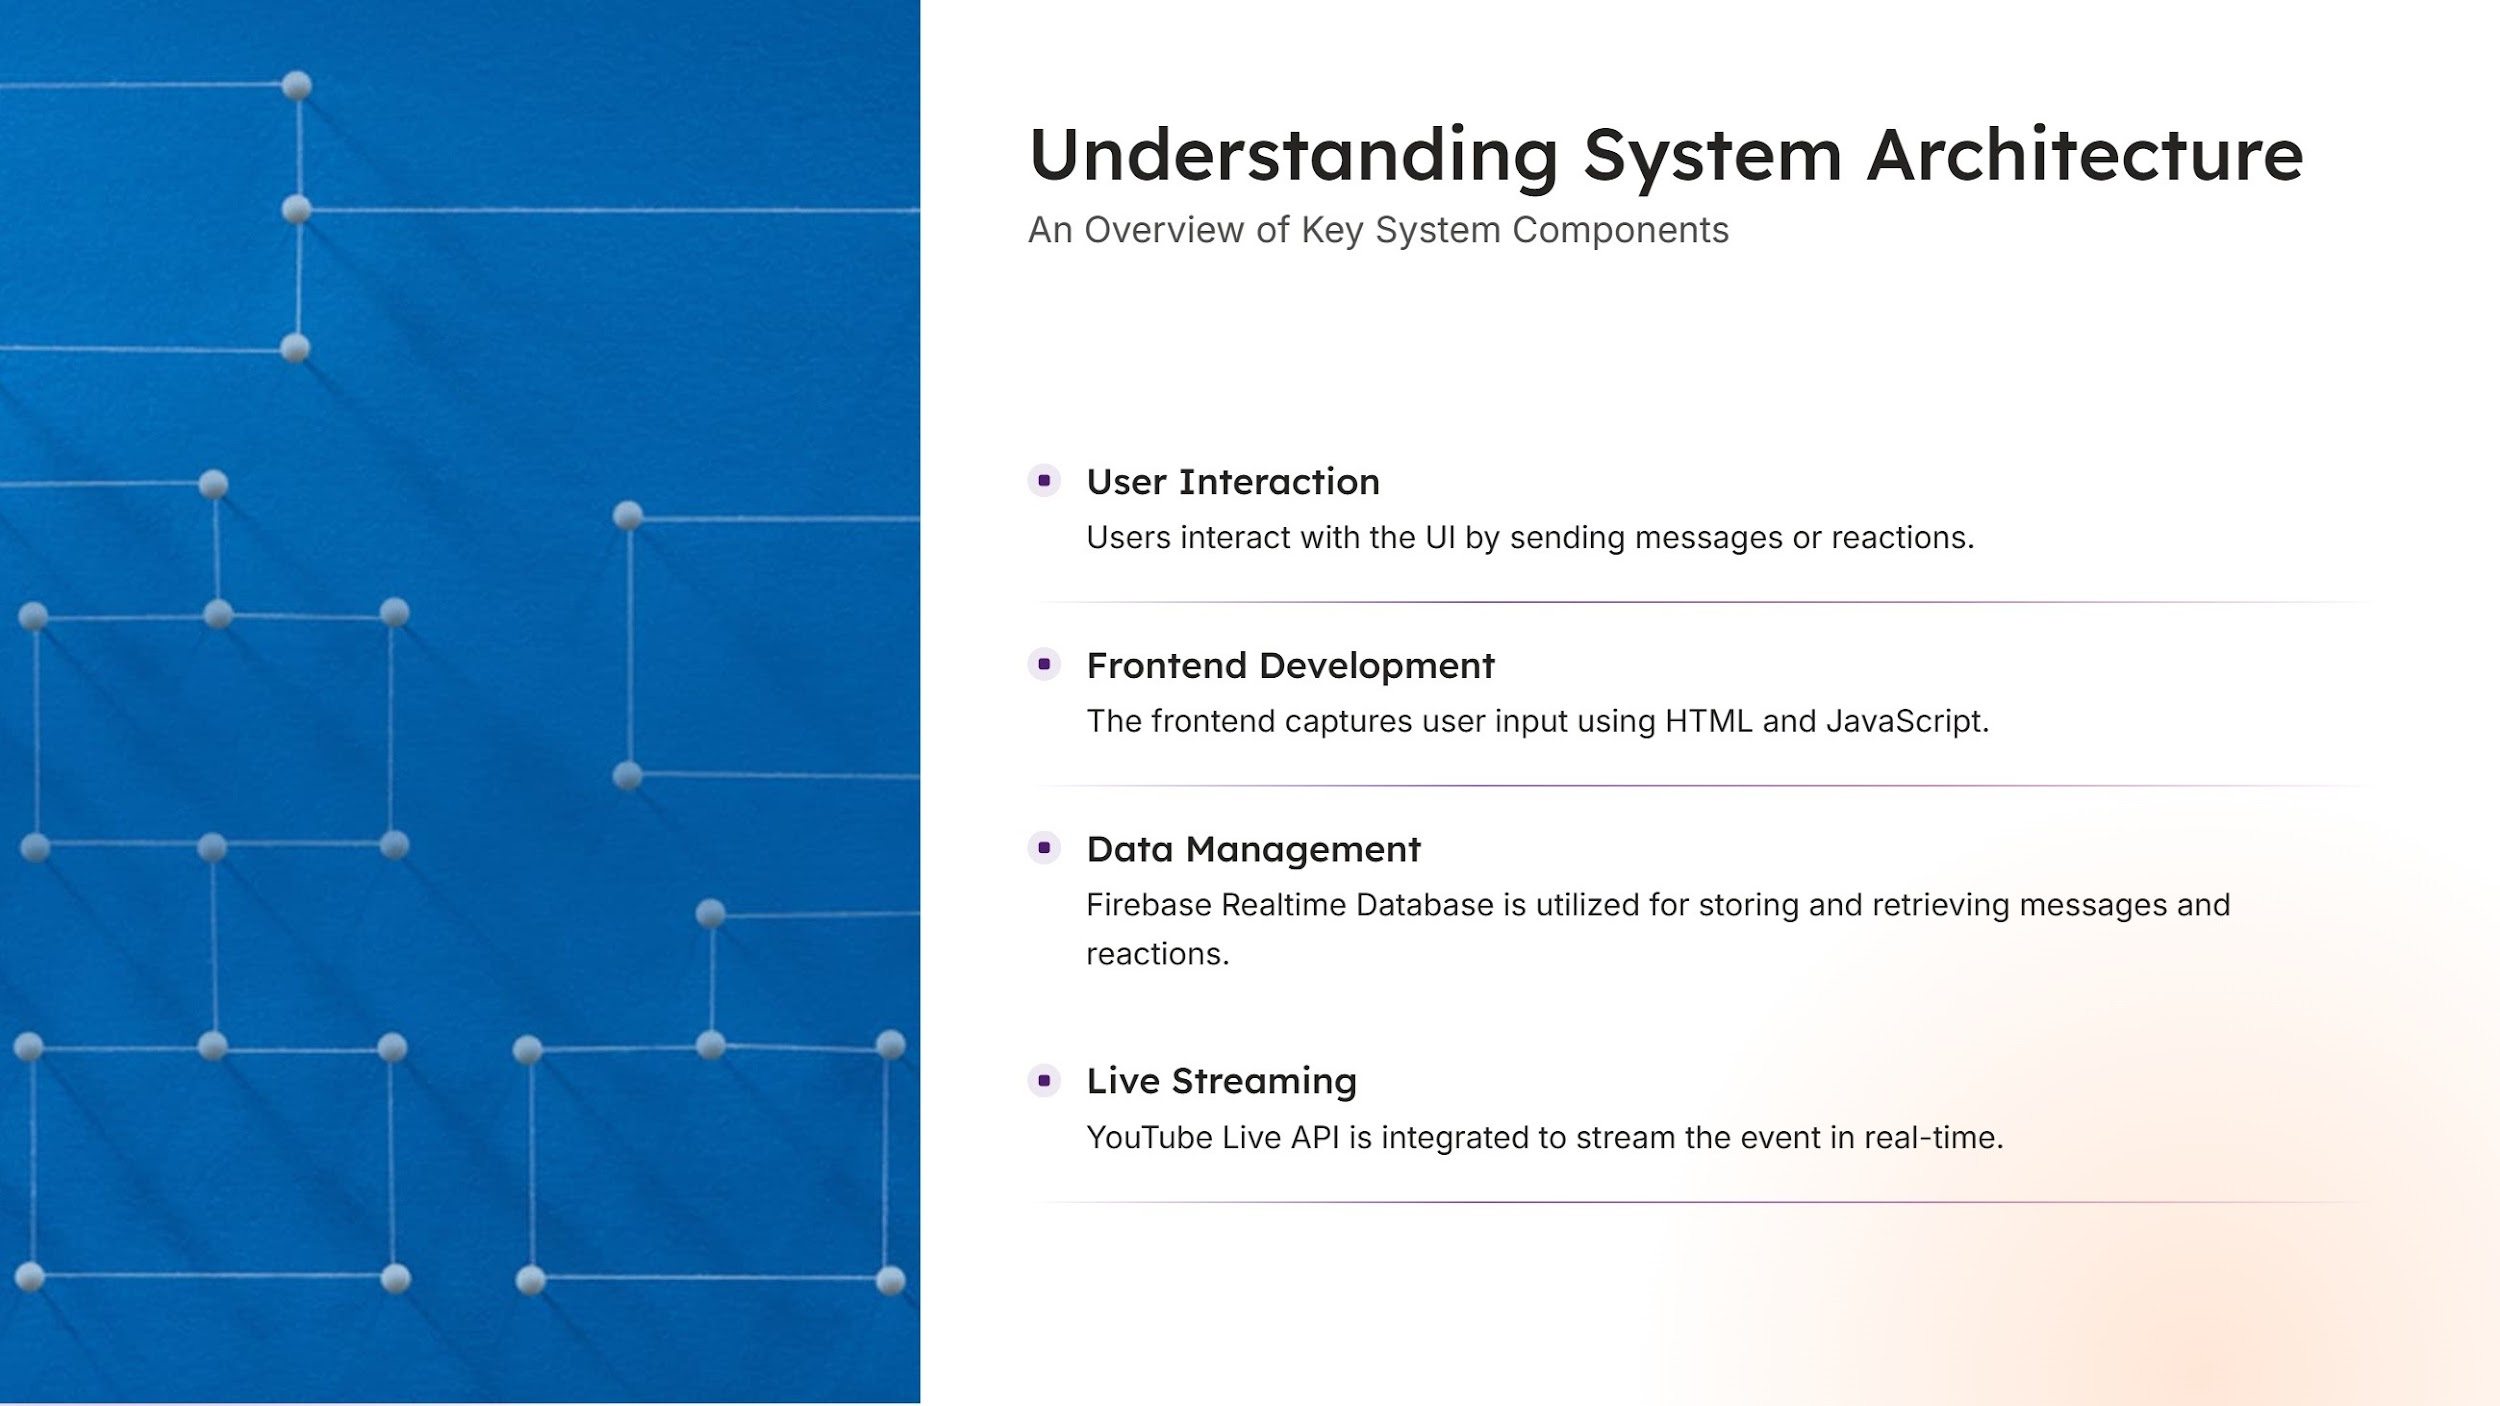 Understanding System Architecture
An Overview of Key System Components
User Interaction
Users interact with the UI by sending messages or reactions.
Frontend Development
The frontend captures user input using HTML and JavaScript.
Data Management
Firebase Realtime Database is utilized for storing and retrieving messages and
reactions.
Live Streaming
YouTube Live API is integrated to stream the event in real-time.